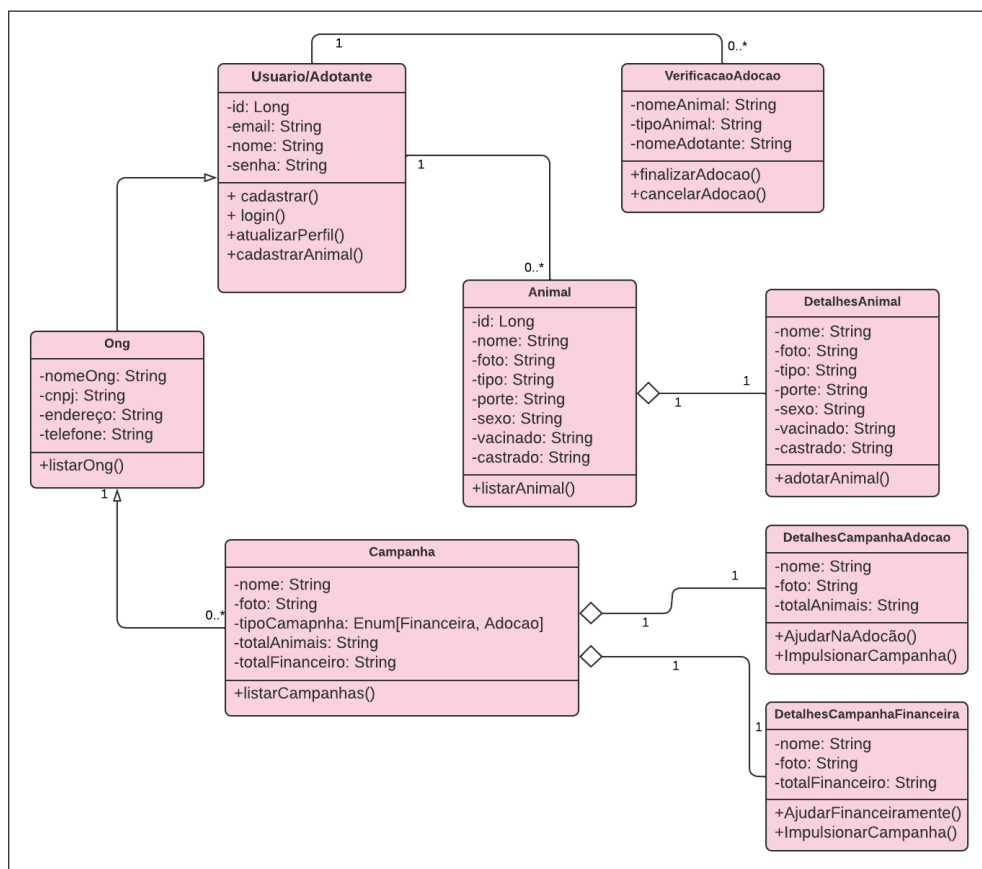 1
0..*
Usuario/Adotante
-id: Long
-email: String
-nome: String
-senha: String
+ cadastrar()
+ login()
+atualizarPerfil()
+cadastrarAnimal()
VerificacaoAdocao
-nomeAnimal: String
-tipoAnimal: String
-nomeAdotante: String
+finalizarAdocao()
+cancelarAdocao()
1
0..*
Animal
-id: Long
-nome: String
-foto: String
-tipo: String
-porte: String
-sexo: String
-vacinado: String
-castrado: String
+listarAnimal()
1
1
DetalhesAnimal
-nome: String
-foto: String
-tipo: String
-porte: String
-sexo: String
-vacinado: String
-castrado: String
+adotarAnimal()
Ong
-nomeOng: String
-cnpj: String
-endereço: String
-telefone: String
+listarOng()
1
0..*
Campanha
-nome: String
-foto: String
-tipoCamapnha: Enum[Financeira, Adocao]
-totalAnimais: String
-totalFinanceiro: String
+listarCampanhas()
1
1
DetalhesCampanhaAdocao
-nome: String
-foto: String
-totalAnimais: String
+AjudarNaAdocão()
+ImpulsionarCampanha()
1
1
DetalhesCampanhaFinanceira
-nome: String
-foto: String
-totalFinanceiro: String
+AjudarFinanceiramente()
+ImpulsionarCampanha()